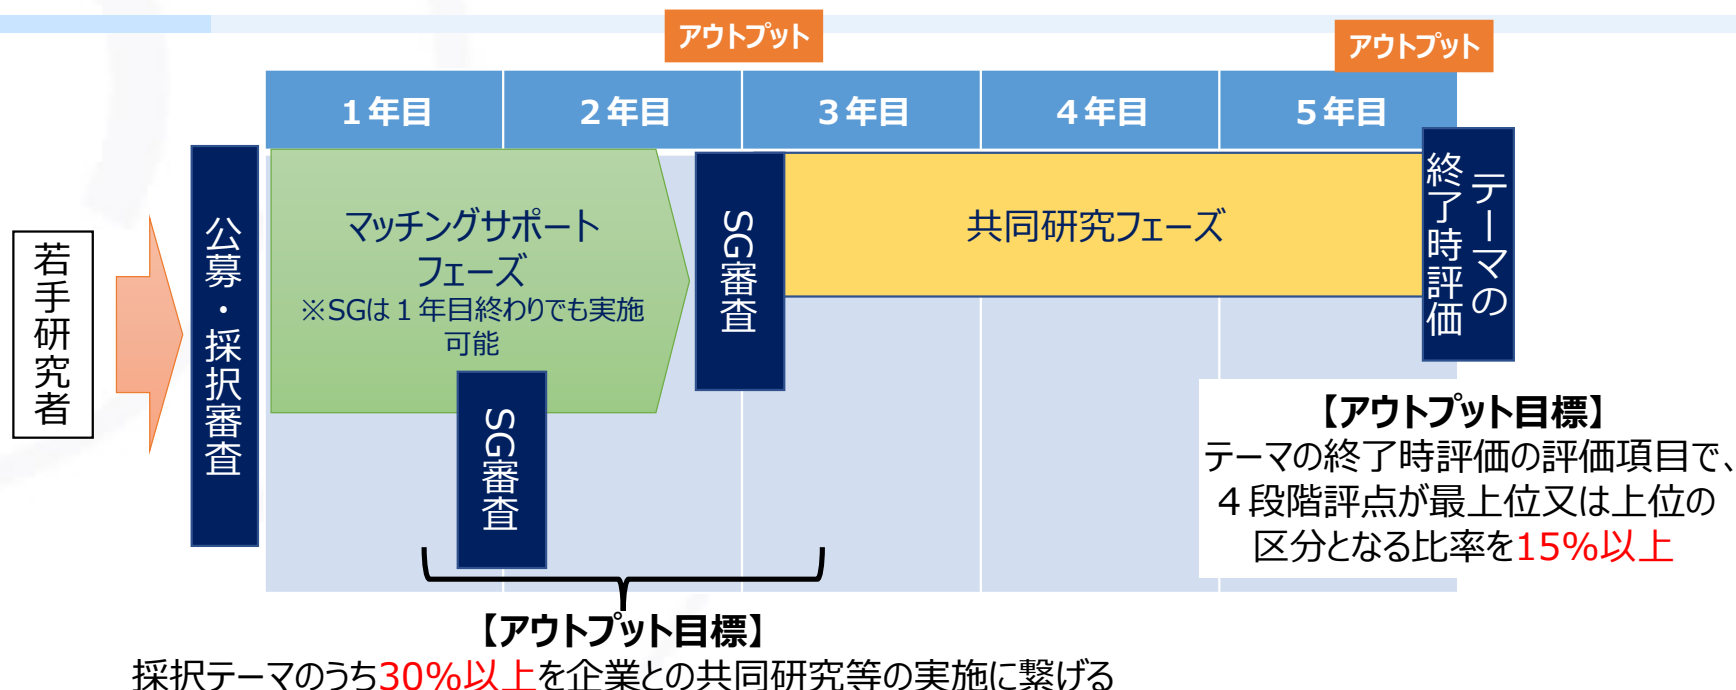 アウトプット
アウトプット
１年目
２年目
３年目
４年目
５年目
若手研究者
公募・採択審査
マッチングサポート
フェーズ
※SGは１年目終わりでも実施
可能
SG審査
SG審査
共同研究フェーズ
テーマの
終了時評価
【アウトプット目標】
テーマの終了時評価の評価項目で、
４段階評点が最上位又は上位の
区分となる比率を15%以上
【アウトプット目標】
採択テーマのうち30%以上を企業との共同研究等の実施に繋げる